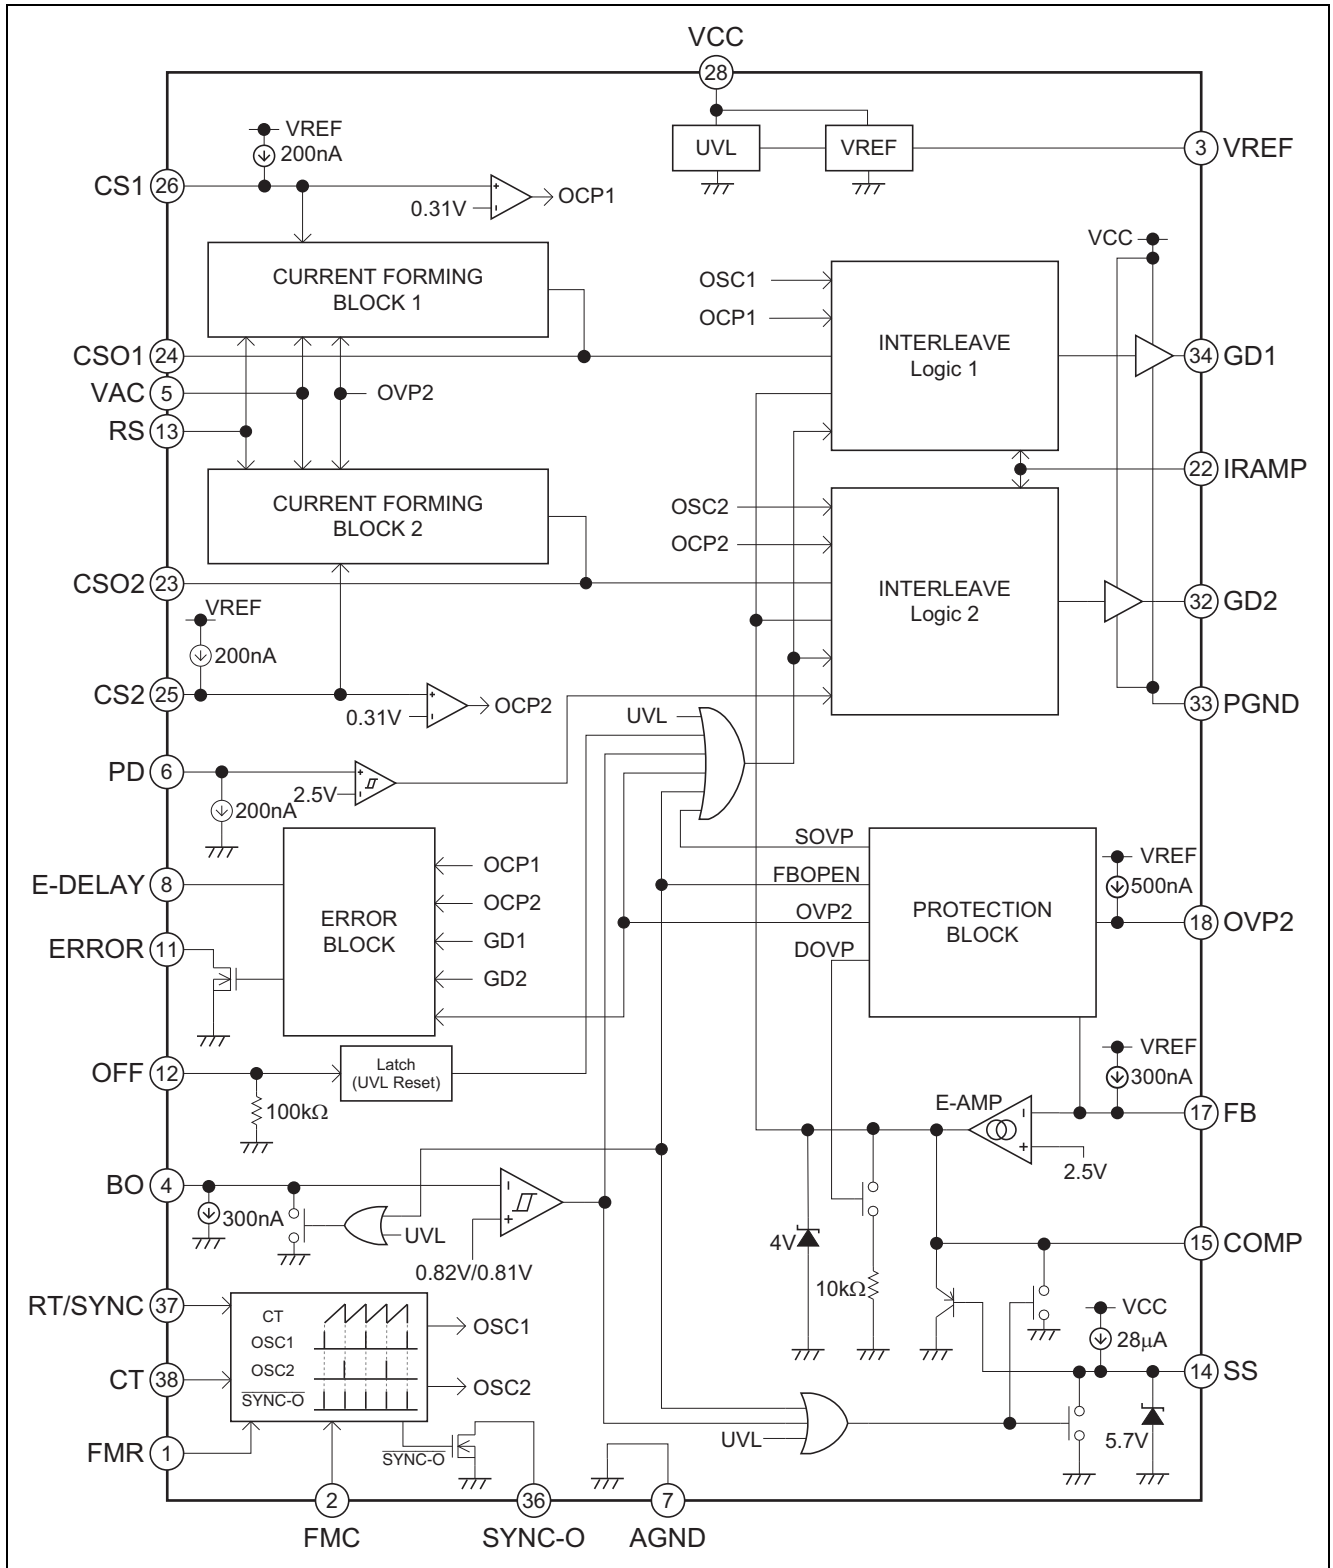 VCC
28
VREF
200nA
UVL
VREF
3
VREF
CS1
26
0.31V
+
-
OCP1
VCC
CURRENT FORMING
BLOCK 1
OSC1
OCP1
INTERLEAVE
Logic 1
CSO1
24
34
GD1
VAC
5
OVP2
RS
13
22
IRAMP
CURRENT FORMING
BLOCK 2
OSC2
OCP2
INTERLEAVE
Logic 2
CSO2
23
32
GD2
VREF
200nA
CS2
25
0.31V
+
-
OCP2
33
PGND
UVL
PD
6
2.5V
+
-
200nA
SOVP
FBOPEN
OVP2
DOVP
PROTECTION
BLOCK
VREF
500nA
18
OVP2
E-DELAY
8
ERROR
11
ERROR
BLOCK
OCP1
OCP2
GD1
GD2
OFF
12
Latch
(UVL Reset)
100kΩ
VREF
300nA
E-AMP
-
+
2.5V
17
FB
BO
4
300nA
UVL
-
+
0.82V/0.81V
4V
10kΩ
15
COMP
RT/SYNC
37
CT
OSC1
OSC2
SYNC-O
OSC1
OSC2
VCC
28μA
14
SS
CT
38
FMR
1
SYNC-O
UVL
5.7V
2
FMC
36
SYNC-O
7
AGND